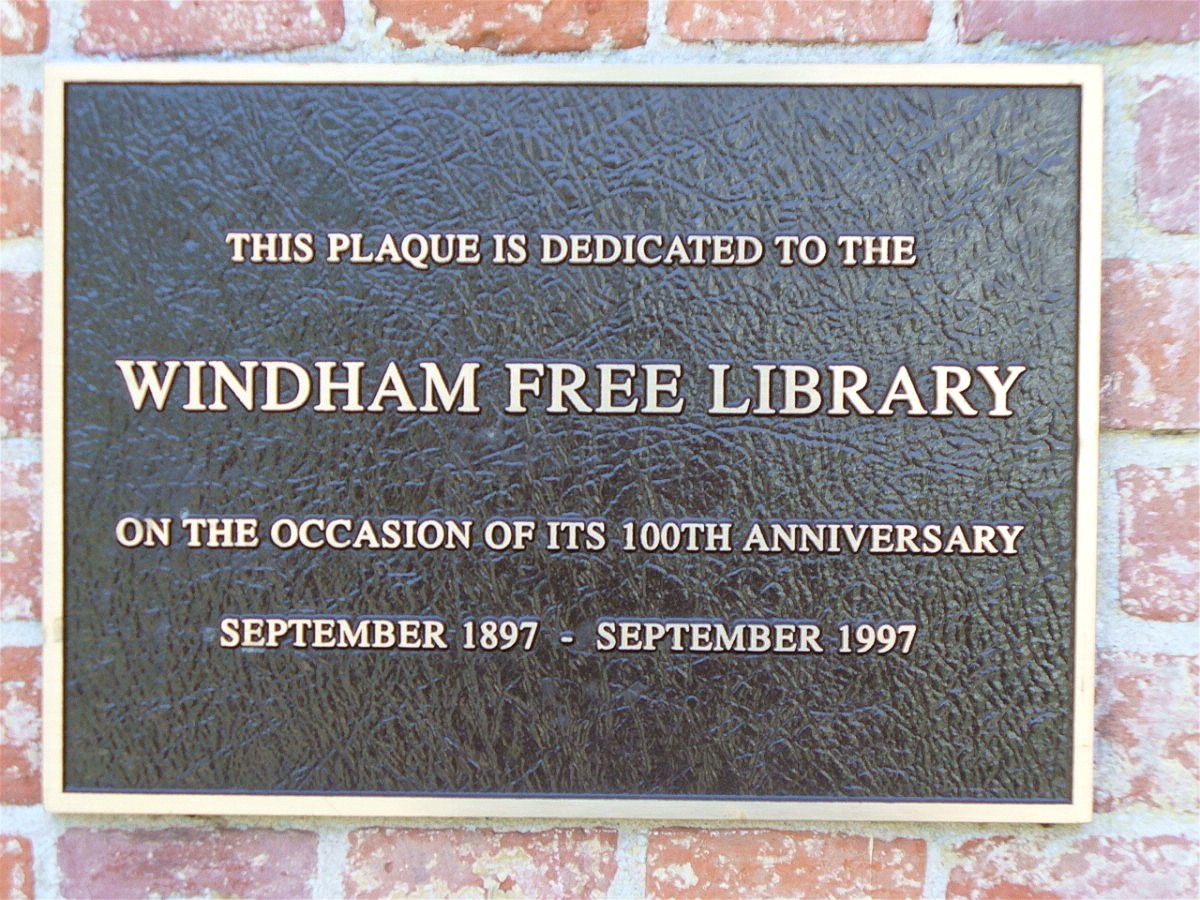 THIS PLAQUE IS DEDICATED TO THE
WINDHAM FREE LIBRARY
ON THE OCCASION OF ITS 100TH ANNIVERSARY
SEPTEMBER 1897 - SEPTEMBER 1997